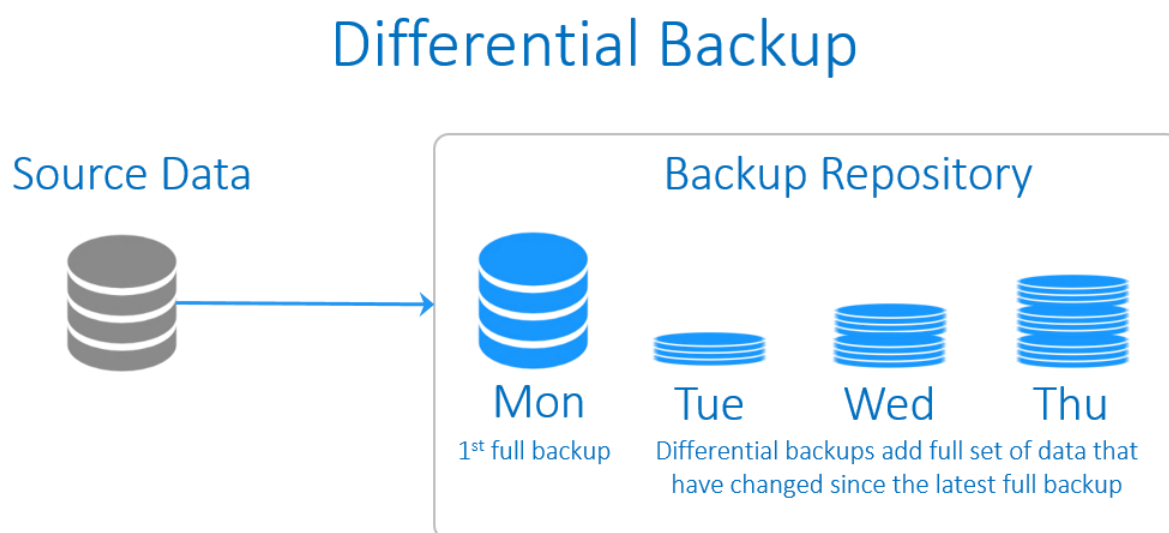 Differential Backup
Source Data
Backup Repository
Mon
Tue
Wed
Thu
1st full backup
Differential backups add full set of data that
have changed since the latest full backup